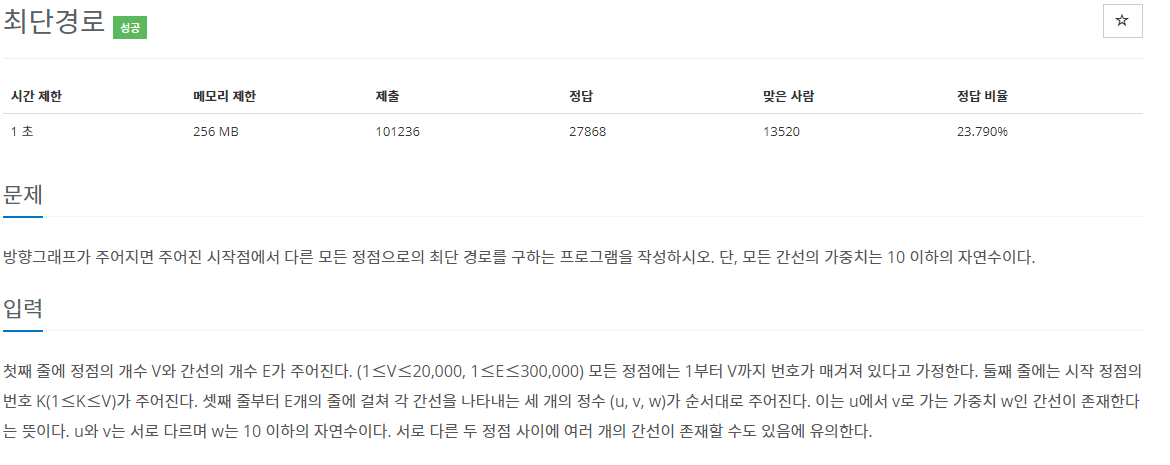 최단경로 성공
☆
시간 제한 메모리 제한 제출 정답 맞은 사람 정답 비율
1 초 256 MB 101236 27868 13520 23.790%
문제
방향그래프가 주어지면 주어진 시작점에서 다른 모든 정점으로의 최단 경로를 구하는 프로그램을 작성하시오. 단, 모든 간선의 가중치는 10 이하의 자연수이다.
입력
첫째 줄에 정점의 개수 V와 간선의 개수 E가 주어진다. (1≤V≤20,000, 1≤E≤300,000) 모든 정점에는 1부터 V까지 번호가 매겨져 있다고 가정한다. 둘째 줄에는 시작 정점의
번호 K(1≤K≤V)가 주어진다. 셋째 줄부터 E개의 줄에 걸쳐 각 간선을 나타내는 세 개의 정수 (u, v, w)가 순서대로 주어진다. 이는 u에서 v로 가는 가중치 w인 간선이 존재한다
는 뜻이다. u와 v는 서로 다르며 w는 10 이하의 자연수이다. 서로 다른 두 정점 사이에 여러 개의 간선이 존재할 수도 있음에 유의한다.